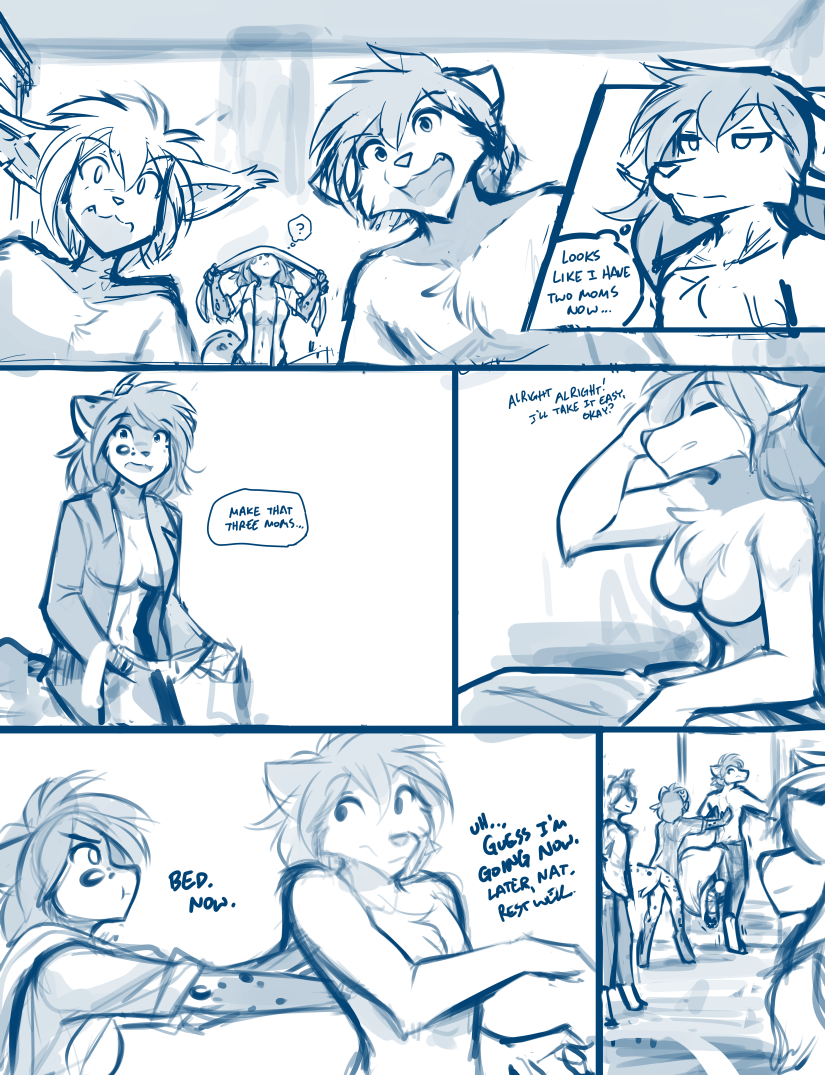 ?
LOOKS
LIKE I HAVE
TWO MOMS
NOW...
MAKE THAT
THREE MOMS...
ALRIGHT ALRIGHT!
I'LL TAKE IT EASY,
OKAY?
BED.
NOW.
UH...
GUESS I'M
GOING NOW.
LATER, NAT.
REST WELL.